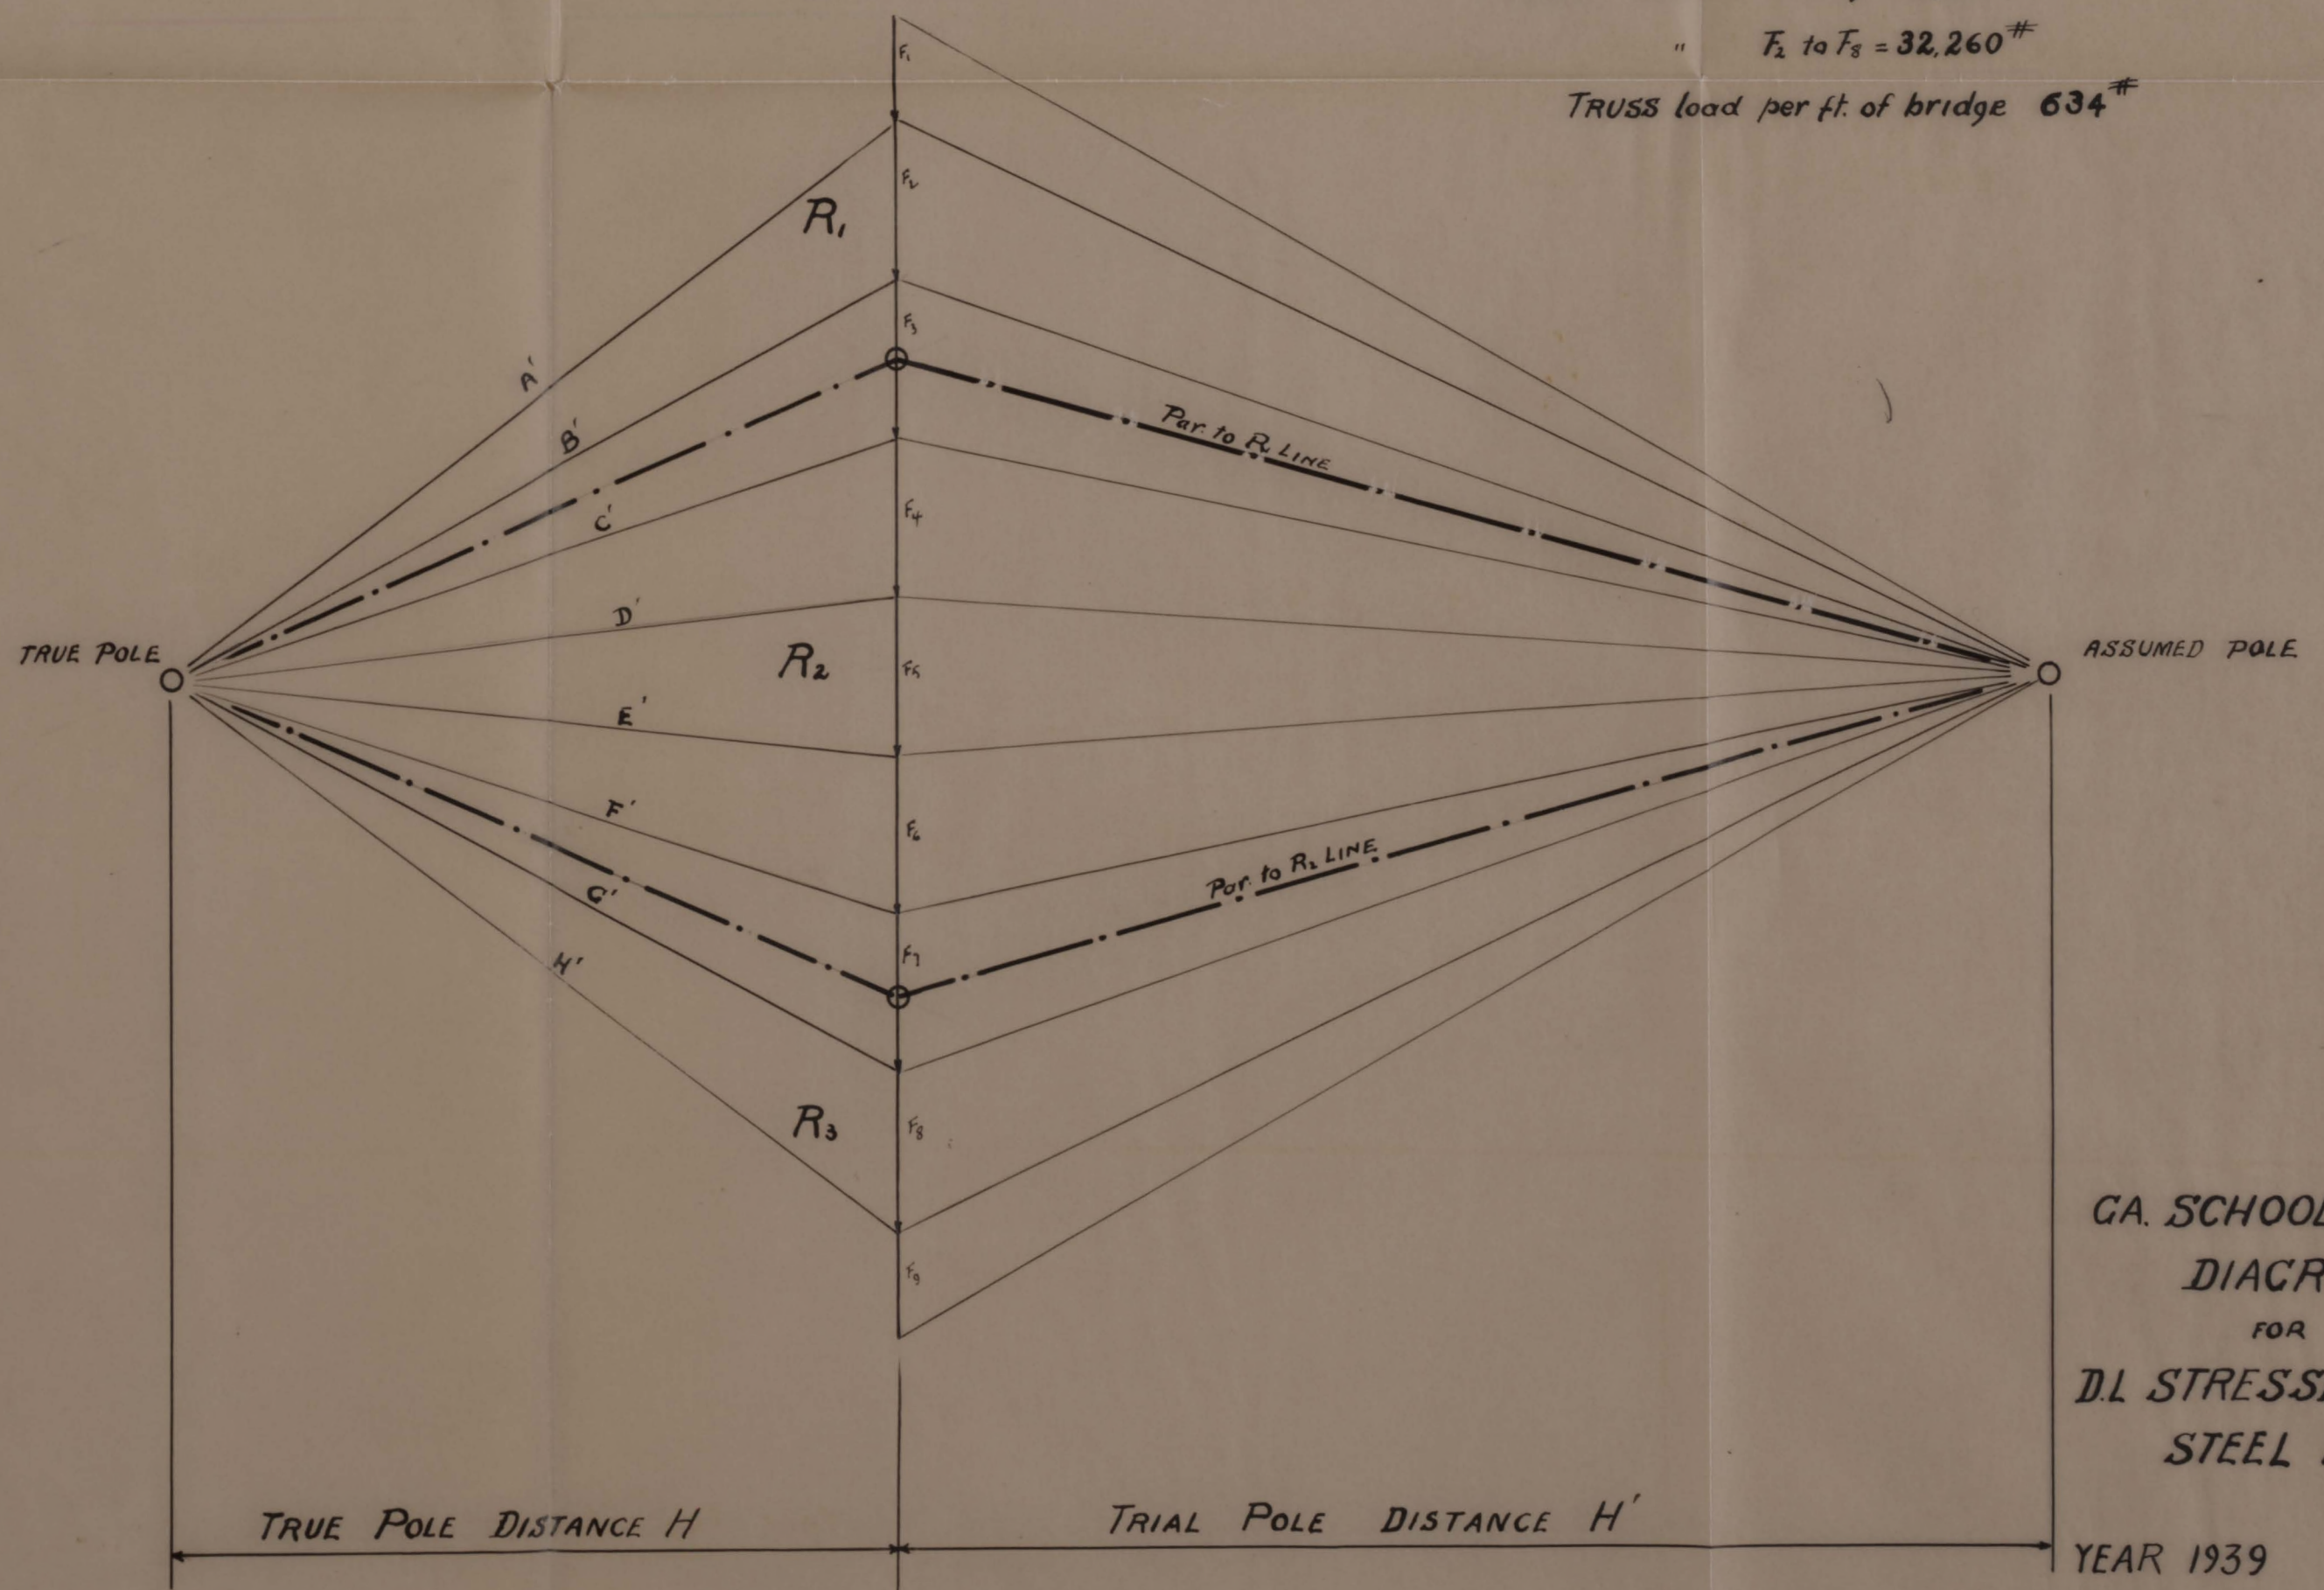 " F₂ to F₈ = 32,260#
TRUSS load per ft. of bridge 634#
F₁
F₂
R₁
F₃
A'
B'
Par. to R₁ LINE
C'
F₄
D'
TRUE POLE
R₂
F₅
ASSUMED POLE
E'
F'
F₆
Par. to R₂ LINE
G'
H'
F₇
R₃
F₈
GA. SCHOOL
F₉
DIAGR
FOR
D.L STRESS
STEEL
TRUE POLE DISTANCE H
TRIAL POLE DISTANCE H'
YEAR 1939